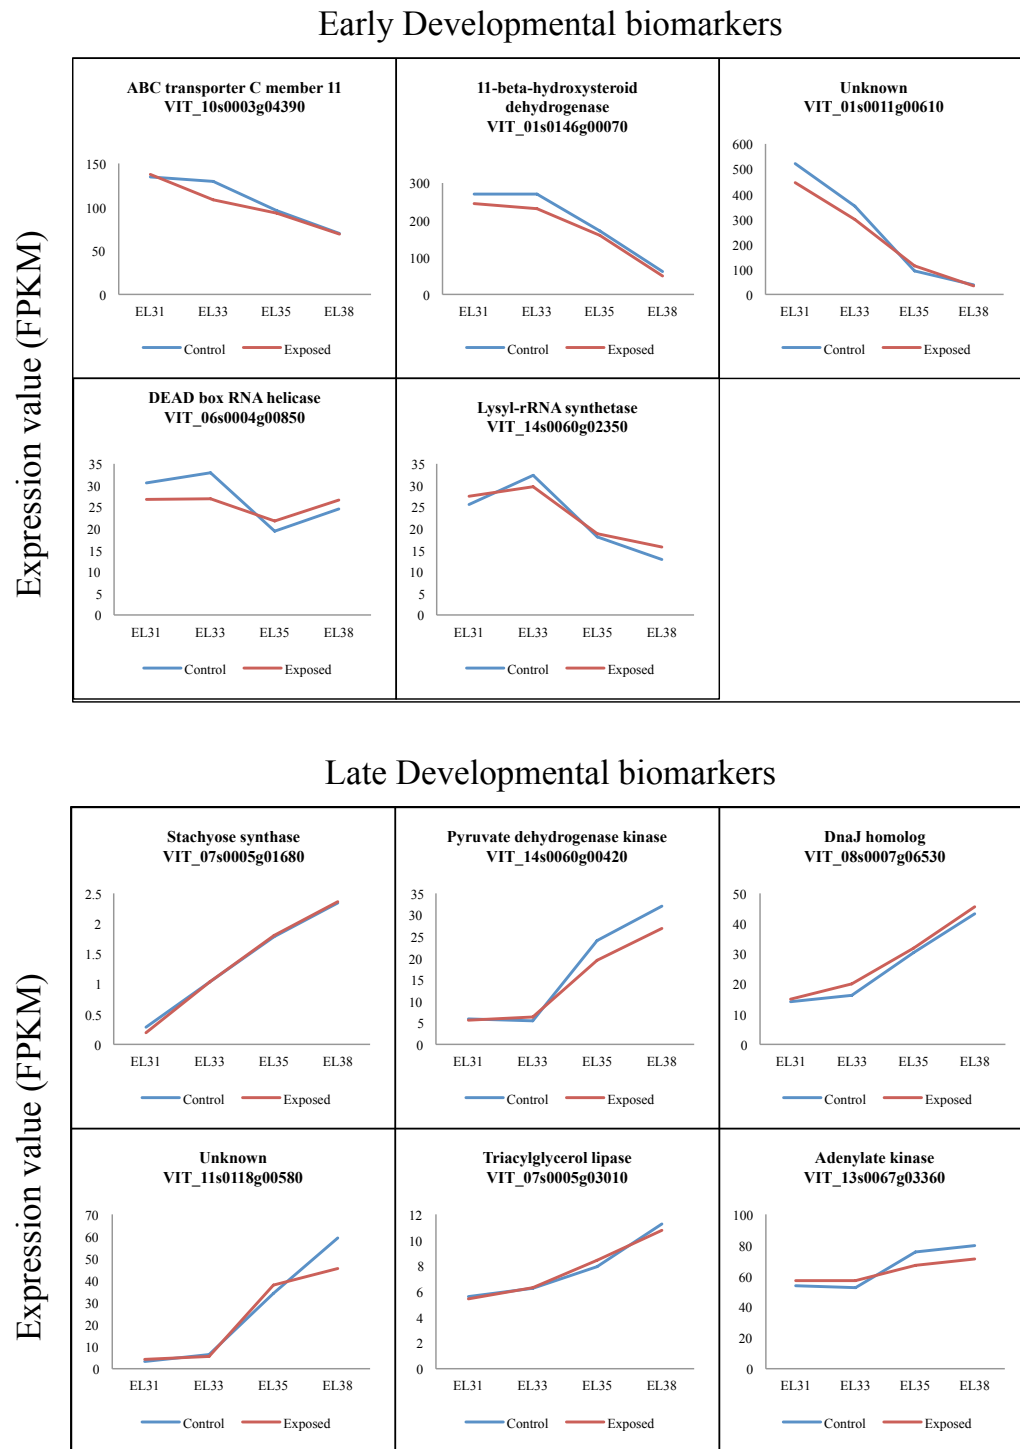 Early Developmental biomarkers
Expression value (FPKM)
ABC transporter C member 11
VIT_10s0003g04390
150
100
50
0
EL31 EL33 EL35 EL38
Control Exposed
11-beta-hydroxysteroid
dehydrogenase
VIT_01s0146g00070
300
200
100
0
EL31 EL33 EL35 EL38
Control Exposed
Unknown
VIT_01s0011g00610
600
500
400
300
200
100
0
EL31 EL33 EL35 EL38
Control Exposed
DEAD box RNA helicase
VIT_06s0004g00850
35
30
25
20
15
10
5
0
EL31 EL33 EL35 EL38
Control Exposed
Lysyl-rRNA synthetase
VIT_14s0060g02350
35
30
25
20
15
10
5
0
EL31 EL33 EL35 EL38
Control Exposed
Late Developmental biomarkers
Expression value (FPKM)
Stachyose synthase
VIT_07s0005g01680
2.5
2
1.5
1
0.5
0
EL31 EL33 EL35 EL38
Control Exposed
Pyruvate dehydrogenase kinase
VIT_14s0060g00420
35
30
25
20
15
10
5
0
EL31 EL33 EL35 EL38
Control Exposed
DnaJ homolog
VIT_08s0007g06530
50
40
30
20
10
0
EL31 EL33 EL35 EL38
Control Exposed
Unknown
VIT_11s0118g00580
70
60
50
40
30
20
10
0
EL31 EL33 EL35 EL38
Control Exposed
Triacylglycerol lipase
VIT_07s0005g03010
12
10
8
6
4
2
0
EL31 EL33 EL35 EL38
Control Exposed
Adenylate kinase
VIT_13s0067g03360
100
80
60
40
20
0
EL31 EL33 EL35 EL38
Control Exposed